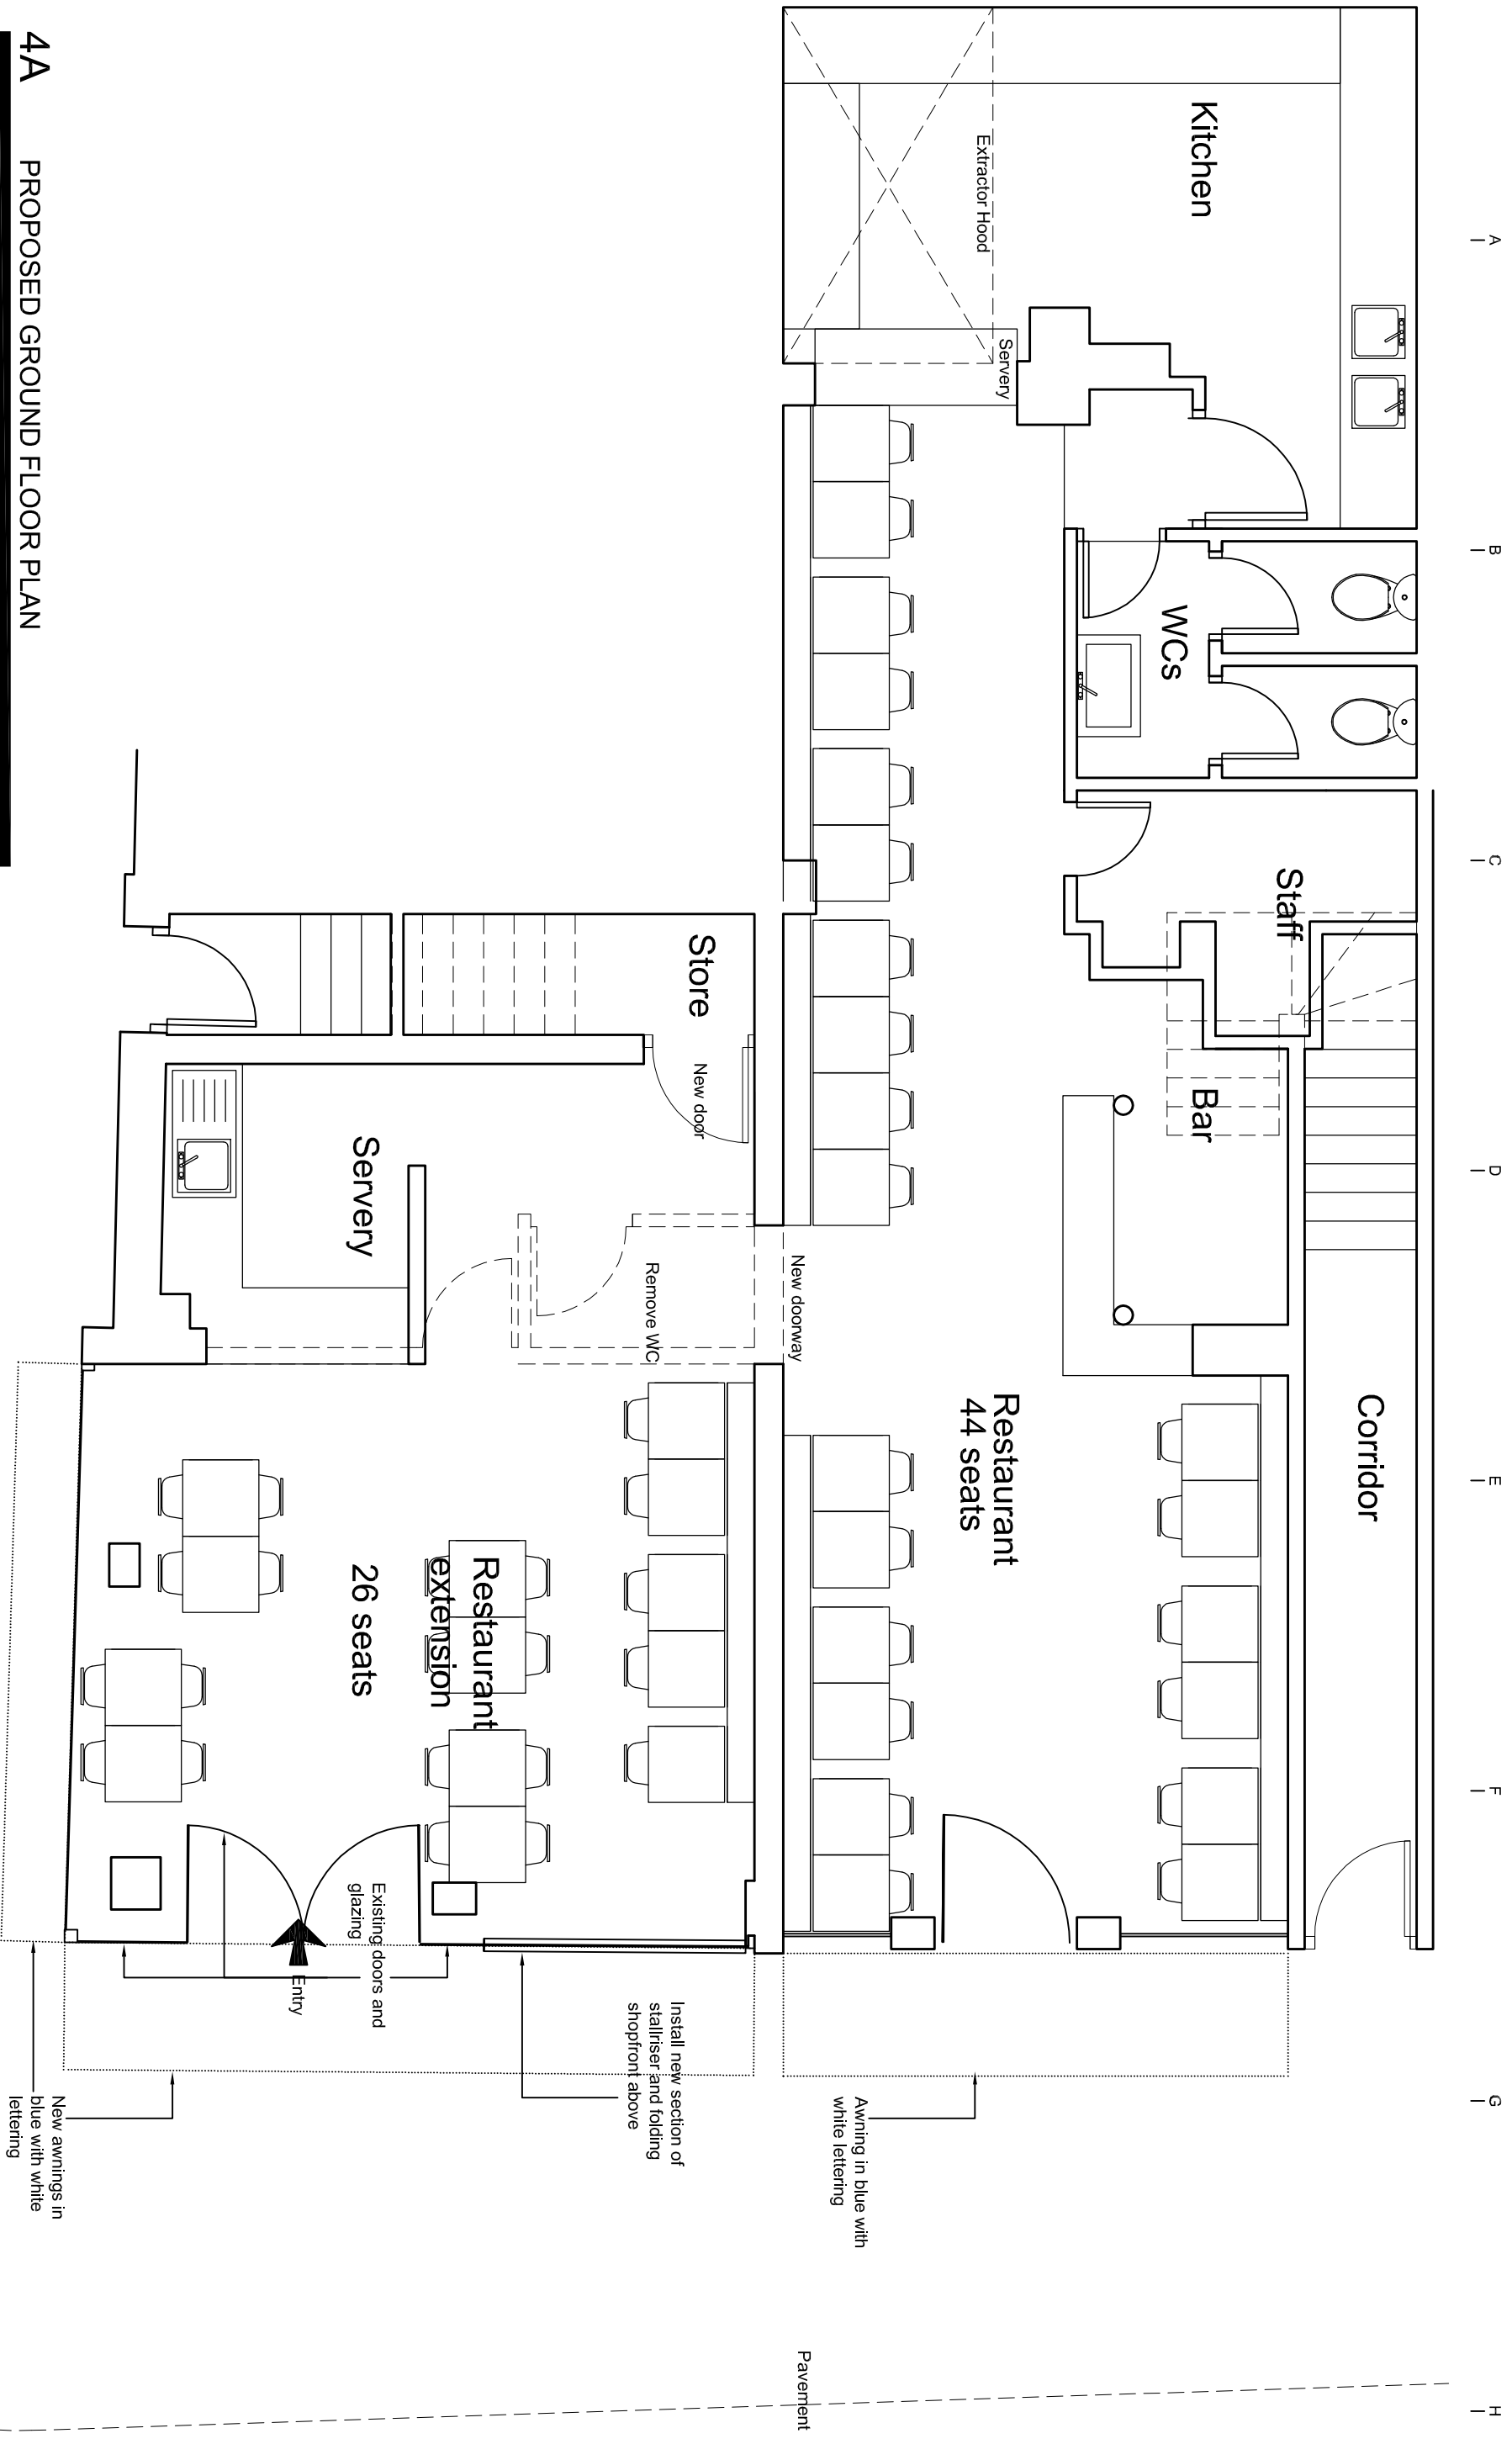 A
B
C
D
E
F
G
H
Kitchen
Extractor Hood
Servery
WCs
Staff
Bar
Corridor
Restaurant
44 seats
New doorway
Store
New door
Servery
Remove WC
Restaurant
extension
26 seats
Existing doors and
glazing
Entry
Install new section of
stallriser and folding
shopfront above
Awning in blue with
white lettering
New awnings in
blue with white
lettering
Pavement
4A PROPOSED GROUND FLOOR PLAN